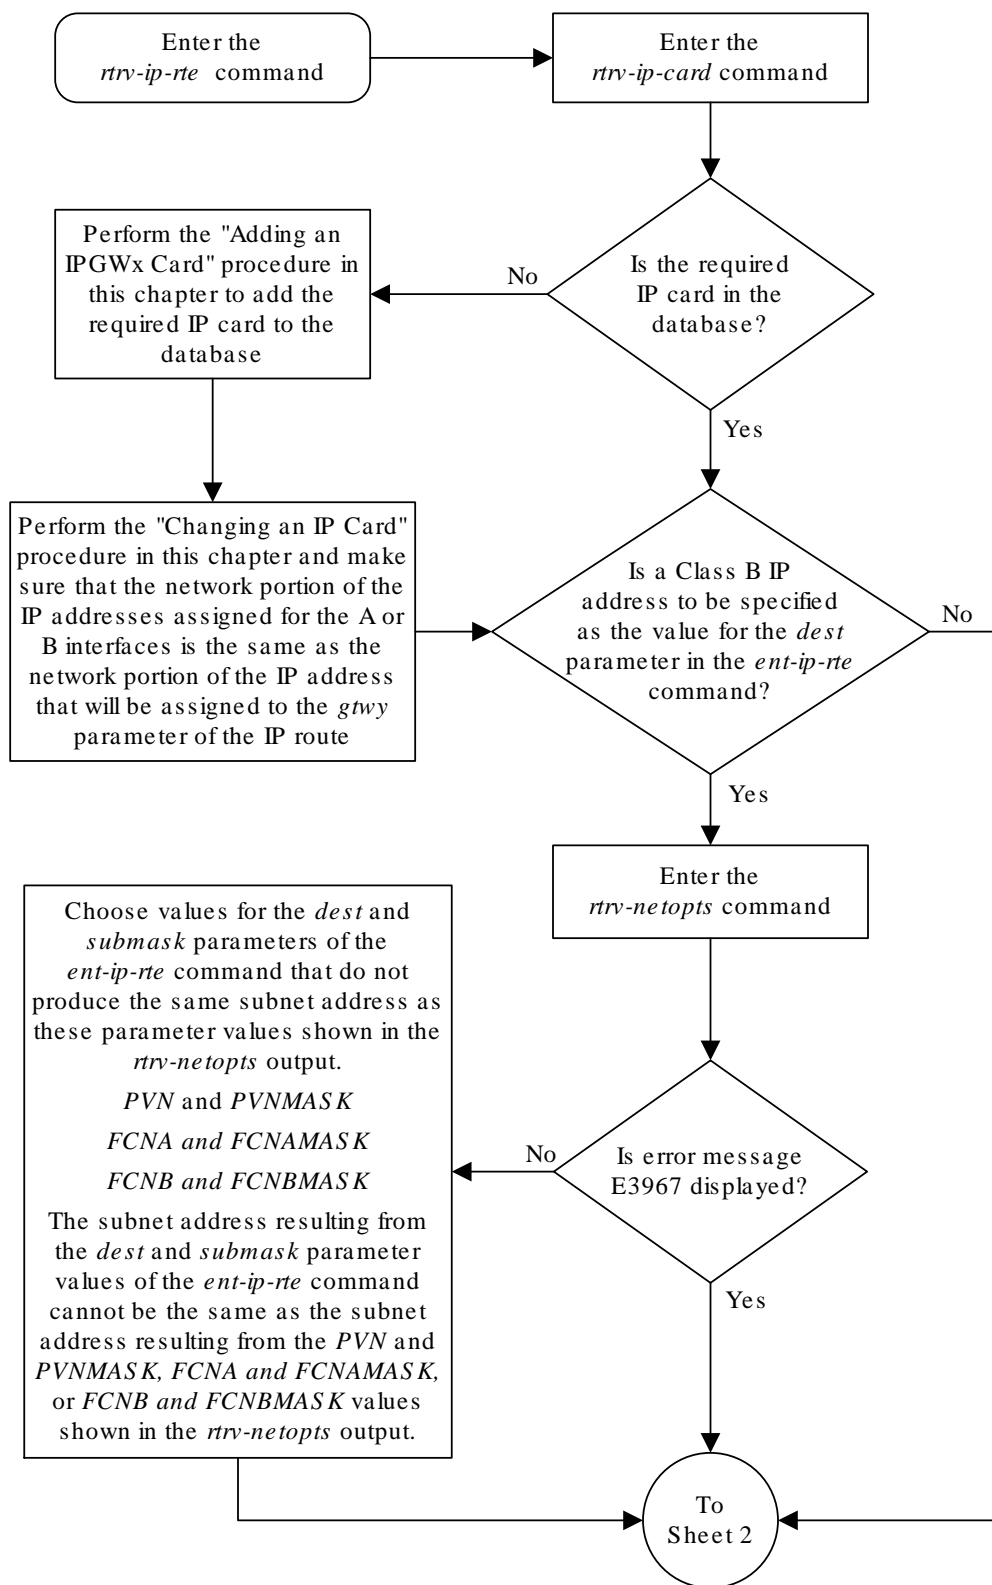 Enter the
rtrv-ip-rte command
Enter the
rtrv-ip-card command
Is the required
IP card in the
database?
No
Yes
Perform the "Adding an
IPGWx Card" procedure in
this chapter to add the
required IP card to the
database
Perform the "Changing an IP Card"
procedure in this chapter and make
sure that the network portion of the
IP addresses assigned for the A or
B interfaces is the same as the
network portion of the IP address
that will be assigned to the gtwy
parameter of the IP route
Is a Class B IP
address to be specified
as the value for the dest
parameter in the ent-ip-rte
command?
No
Yes
Enter the
rtrv-netopts command
Is error message
E3967 displayed?
No
Yes
Choose values for the dest and
submask parameters of the
ent-ip-rte command that do not
produce the same subnet address as
these parameter values shown in the
rtrv-netopts output.
PVN and PVNMASK
FCNA and FCNAMASK
FCNB and FCNBMASK
The subnet address resulting from
the dest and submask parameter
values of the ent-ip-rte command
cannot be the same as the subnet
address resulting from the PVN and
PVNMASK, FCNA and FCNAMASK,
or FCNB and FCNBMASK values
shown in the rtrv-netopts output.
To
Sheet 2